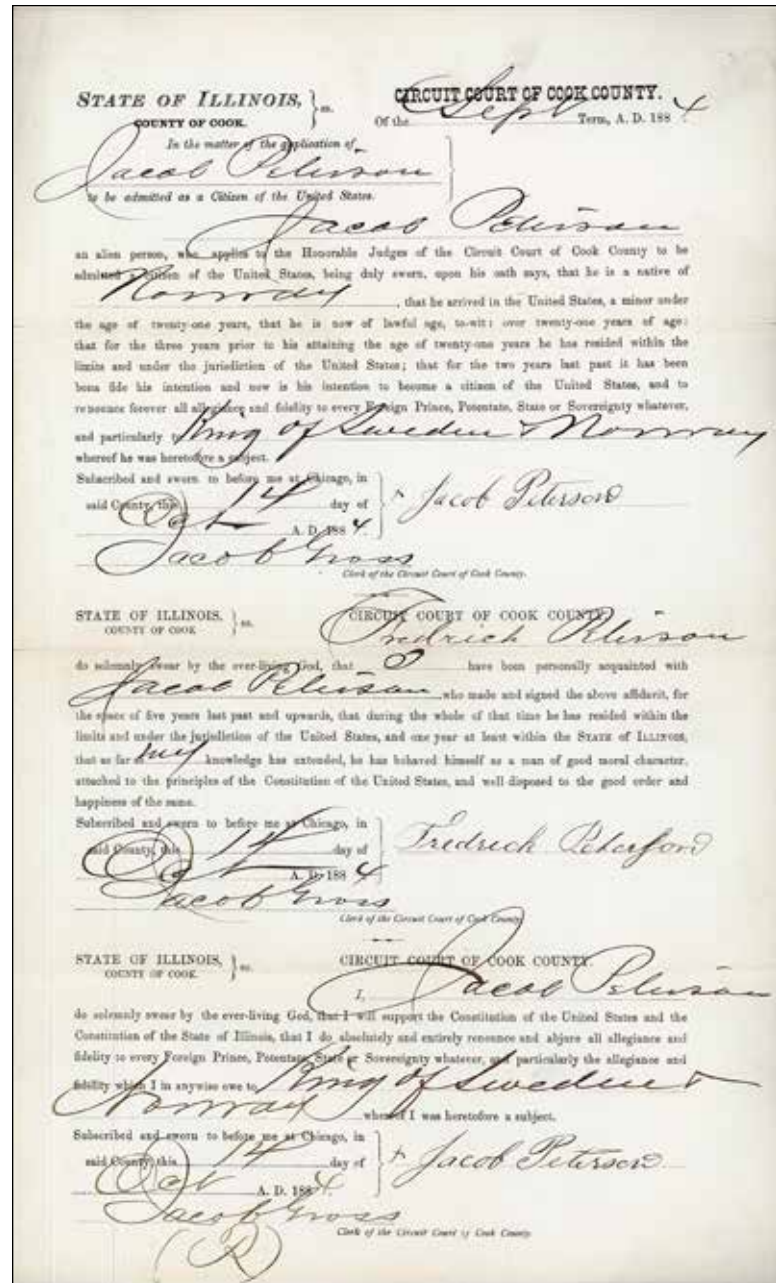 STATE OF ILLINOIS, } ss. CIRCUIT COURT OF COOK COUNTY.
COUNTY OF COOK. Of the Sept Term, A. D. 1884
In the matter of the application of
Jacob Peterson
to be admitted as a Citizen of the United States.
Jacob Peterson
an alien person, who applies to the Honorable Judges of the Circuit Court of Cook County to be
admitted a citizen of the United States, being duly sworn, upon his oath says, that he is a native of
Norway, that he arrived in the United States, a minor under
the age of twenty-one years, that he is now of lawful age, to-wit: over twenty-one years of age:
that for the three years prior to his attaining the age of twenty-one years he has resided within the
limits and under the jurisdiction of the United States; that for the two years last past it has been
bona fide his intention and now is his intention to become a citizen of the United States, and to
renounce forever all allegiance and fidelity to every Foreign Prince, Potentate, State or Sovereignty whatever,
and particularly King of Sweden & Norway
whereof he was heretofore a subject.
Subscribed and sworn to before me at Chicago, in
said County, this 14 day of } x Jacob Peterson
Oct A. D. 1884.
Jacob Gross
Clerk of the Circuit Court of Cook County.
STATE OF ILLINOIS, } ss. CIRCUIT COURT OF COOK COUNTY.
COUNTY OF COOK Fredrich Peterson
do solemnly swear by the ever-living God, that I have been personally acquainted with
Jacob Peterson who made and signed the above affidavit, for
the space of five years last past and upwards, that during the whole of that time he has resided within the
limits and under the jurisdiction of the United States, and one year at least within the STATE OF ILLINOIS,
that as far my knowledge has extended, he has behaved himself as a man of good moral character,
attached to the principles of the Constitution of the United States, and well disposed to the good order and
happiness of the same.
Subscribed and sworn to before me at Chicago, in
said County, this 14 day of } Fredrech Peterson
Oct A. D. 1884
Jacob Gross
Clerk of the Circuit Court of Cook County
STATE OF ILLINOIS, } ss. CIRCUIT COURT OF COOK COUNTY.
COUNTY OF COOK. I, Jacob Peterson
do solemnly swear by the ever-living God, that I will support the Constitution of the United States and the
Constitution of the State of Illinois, that I do absolutely and entirely renounce and abjure all allegiance and
fidelity to every Foreign Prince, Potentate, State or Sovereignty whatever, and particularly the allegiance and
fidelity which I in anywise owe to King of Sweden &
Norway whereof I was heretofore a subject.
Subscribed and sworn to before me at Chicago, in
said County, this 14 day of } x Jacob Peterson
Oct A. D. 1884
Jacob Gross
Clerk of the Circuit Court of Cook County
(R)